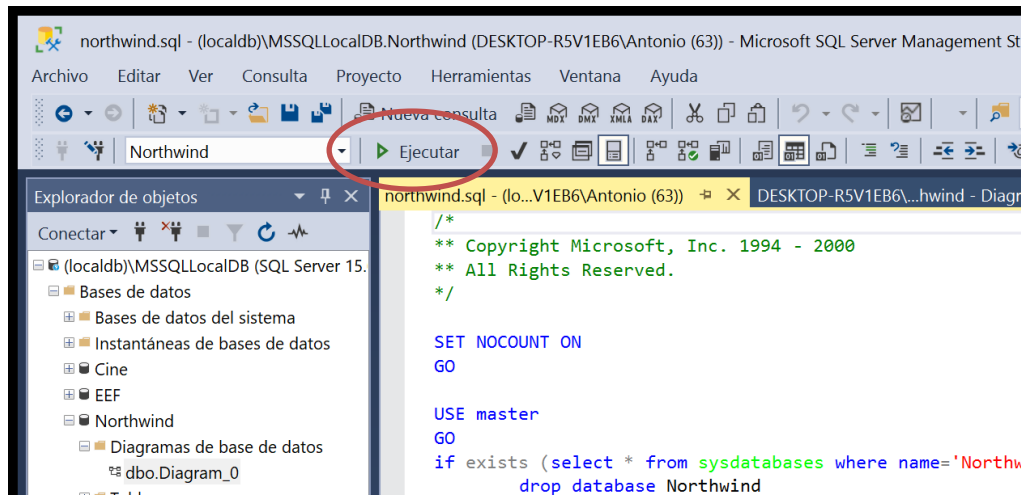 northwind.sql - (localdb)\MSSQLLocalDB.Northwind (DESKTOP-R5V1EB6\Antonio (63)) - Microsoft SQL Server Management St
Archivo Editar Ver Consulta Proyecto Herramientas Ventana Ayuda
Nueva consulta MDX DMX XMLA DAX
Northwind Ejecutar
Explorador de objetos
northwind.sql - (lo...V1EB6\Antonio (63)) DESKTOP-R5V1EB6\...hwind - Diagr
Conectar
(localdb)\MSSQLLocalDB (SQL Server 15.
Bases de datos
Bases de datos del sistema
Instantáneas de bases de datos
Cine
EEF
Northwind
Diagramas de base de datos
dbo.Diagram_0
/*
** Copyright Microsoft, Inc. 1994 - 2000
** All Rights Reserved.
*/
SET NOCOUNT ON
GO
USE master
GO
if exists (select * from sysdatabases where name='Northw
drop database Northwind